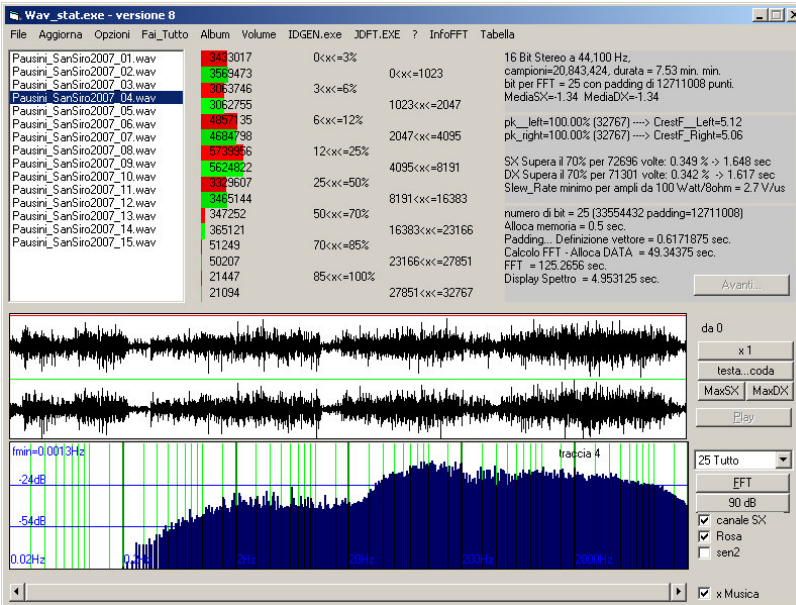 Wav_stat.exe - versione 8
File Aggiorna Opzioni Fai_Tutto Album Volume IDGEN.exe JDFT.EXE ? InfoFFT Tabella
Pausini_SanSiro2007_01.wav
Pausini_SanSiro2007_02.wav
Pausini_SanSiro2007_03.wav
Pausini_SanSiro2007_04.wav
Pausini_SanSiro2007_05.wav
Pausini_SanSiro2007_06.wav
Pausini_SanSiro2007_07.wav
Pausini_SanSiro2007_08.wav
Pausini_SanSiro2007_09.wav
Pausini_SanSiro2007_10.wav
Pausini_SanSiro2007_11.wav
Pausini_SanSiro2007_12.wav
Pausini_SanSiro2007_13.wav
Pausini_SanSiro2007_14.wav
Pausini_SanSiro2007_15.wav
3433017 0<x<=3%
3569473 0<x<=1023
3063746 3<x<=6%
3062755 1023<x<=2047
4857135 6<x<=12%
4684798 2047<x<=4095
5739956 12<x<=25%
5624822 4095<x<=8191
3329607 25<x<=50%
3465144 8191<x<=16383
347252 50<x<=70%
365121 16383<x<=23166
51249 70<x<=85%
50207 23166<x<=27851
21447 85<x<=100%
21094 27851<x<=32767
16 Bit Stereo a 44,100 Hz,
campioni=20,843,424, durata = 7.53 min. min.
bit per FFT = 25 con padding di 12711008 punti.
MediaSX=-1.34 MediaDX=-1.34
pk__left=100.00% (32767) ----> CrestF__Left=5.12
pk_right=100.00% (32767) ----> CrestF_Right=5.06
SX Supera il 70% per 72696 volte: 0.349 % -> 1.648 sec
DX Supera il 70% per 71301 volte: 0.342 % -> 1.617 sec
Slew_Rate minimo per ampli da 100 Watt/8ohm = 2.7 V/us
numero di bit = 25 (33554432 padding=12711008)
Alloca memoria = 0.5 sec.
Padding... Definizione vettore = 0.6171875 sec.
Calcolo FFT - Alloca DATA = 49.34375 sec.
FFT = 125.2656 sec.
Display Spettro = 4.953125 sec.
Avanti...
da 0
x 1
testa...coda
MaxSX MaxDX
Play
fmin=0.0013Hz
traccia 4
-24dB
-54dB
0.02Hz 0.2Hz 2Hz 20Hz 200Hz 2000Hz
25 Tutto
FFT
90 dB
canale SX
Rosa
sen2
x Musica